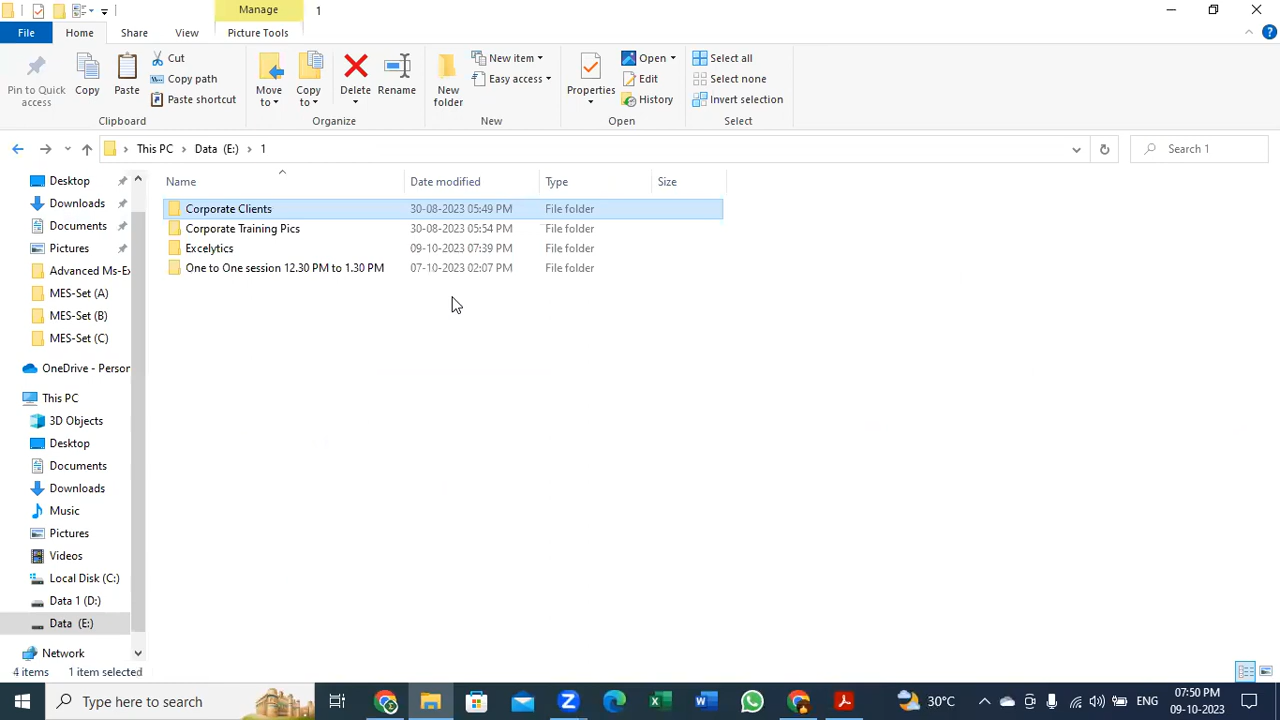 Manage
1
File
Home
Share
View
Picture Tools
Pin to Quick access
Copy
Paste
Cut
Copy path
Paste shortcut
Clipboard
Move to
Copy to
Delete
Rename
Organize
New folder
New item
Easy access
New
Properties
Open
Edit
History
Open
Select all
Select none
Invert selection
Select
This PC
Data (E:)
1
Search 1
Name
Date modified
Type
Size
Corporate Clients 30-08-2023 05:49 PM File folder
Corporate Training Pics 30-08-2023 05:54 PM File folder
Excelytics 09-10-2023 07:39 PM File folder
One to One session 12.30 PM to 1.30 PM 07-10-2023 02:07 PM File folder
Desktop
Downloads
Documents
Pictures
Advanced Ms-Ex
MES-Set (A)
MES-Set (B)
MES-Set (C)
OneDrive - Person
This PC
3D Objects
Desktop
Documents
Downloads
Music
Pictures
Videos
Local Disk (C:)
Data 1 (D:)
Data (E:)
Network
4 items 1 item selected
Type here to search
30°C
ENG
07:50 PM
09-10-2023